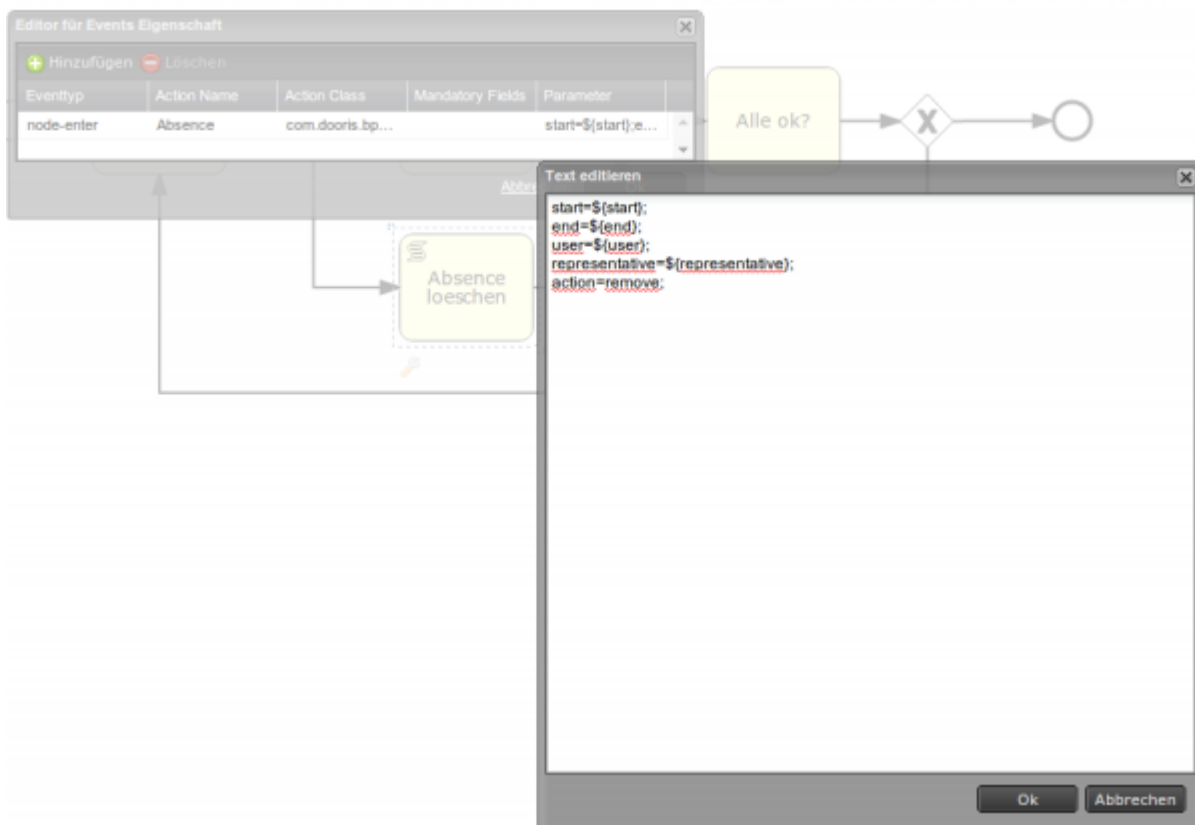 Editor für Events Eigenschaft
Hinzufügen Löschen
Eventtyp Action Name Action Class Mandatory Fields Parameter
node-enter Absence com.dooris.bp... start=${start};e...
Alle ok?
X
Text editieren
start=${start};
end=${end};
user=${user};
representative=${representative};
action=remove;
Absence
loeschen
Ok Abbrechen